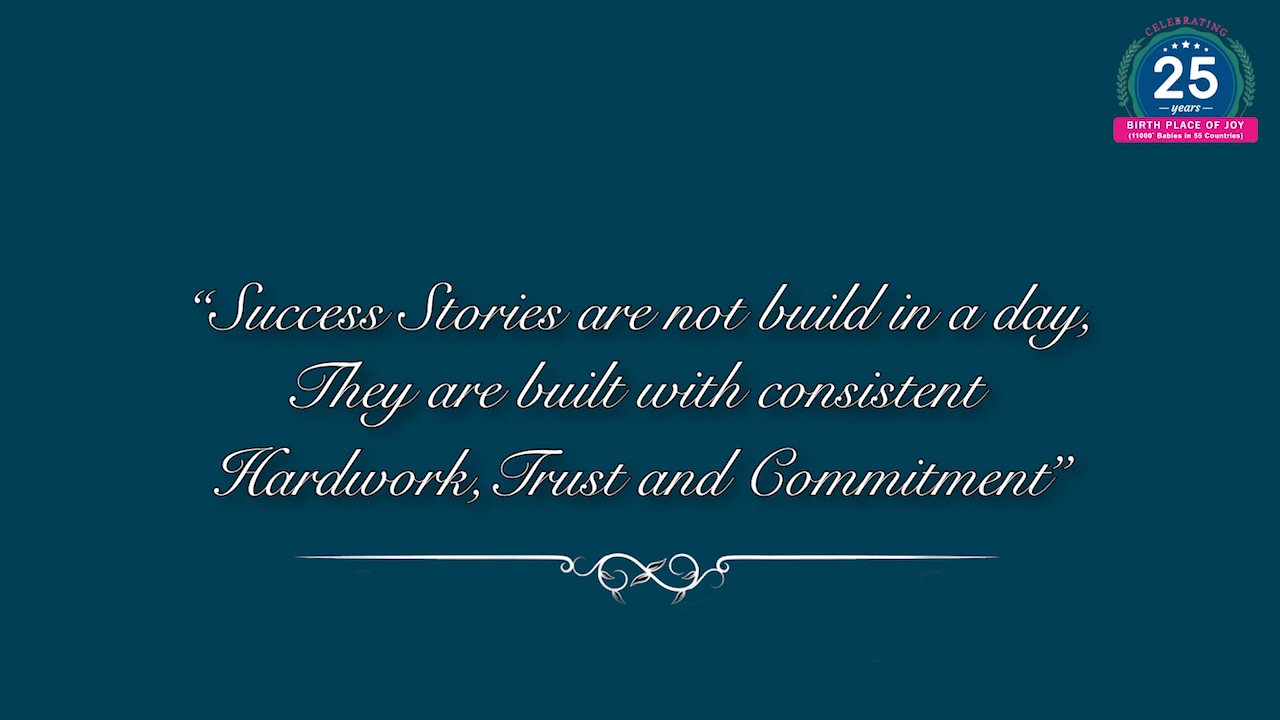 CELEBRATING
25
years
BIRTH PLACE OF JOY
(11000+ Babies in 55 Countries)
“Success Stories are not build in a day,
They are built with consistent
Hardwork, Trust and Commitment”